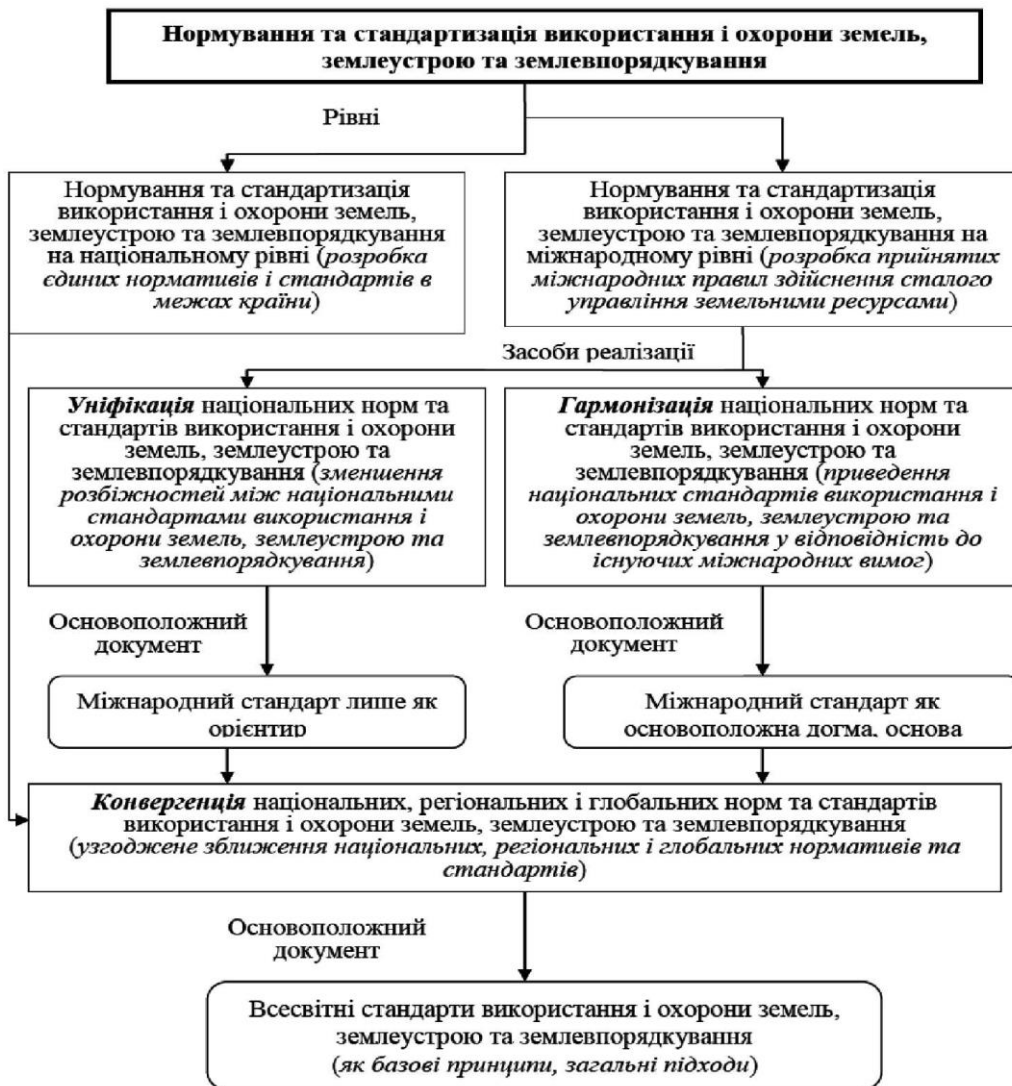 Нормування та стандартизація використання і охорони земель,
землеустрою та землевпорядкування
Рівні
Нормування та стандартизація
використання і охорони земель,
землеустрою та землевпорядкування
на національному рівні (розробка
єдиних нормативів і стандартів в
межах країни)
Нормування та стандартизація
використання і охорони земель,
землеустрою та землевпорядкування на
міжнародному рівні (розробка прийнятих
міжнародних правил здійснення сталого
управління земельними ресурсами)
Засоби реалізації
Уніфікація національних норм та
стандартів використання і охорони
земель, землеустрою та
землевпорядкування (зменшення
розбіжностей між національними
стандартами використання і
охорони земель, землеустрою та
землевпорядкування)
Гармонізація національних норм та
стандартів використання і охорони
земель, землеустрою та
землевпорядкування (приведення
національних стандартів використання і
охорони земель, землеустрою та
землевпорядкування у відповідність до
існуючих міжнародних вимог)
Основоположний
документ
Основоположний
документ
Міжнародний стандарт лише як
орієнтир
Міжнародний стандарт як
основоположна догма, основа
Конвергенція національних, регіональних і глобальних норм та стандартів
використання і охорони земель, землеустрою та землевпорядкування
(узгоджене зближення національних, регіональних і глобальних нормативів та
стандартів)
Основоположний
документ
Всесвітні стандарти використання і охорони земель,
землеустрою та землевпорядкування
(як базові принципи, загальні підходи)